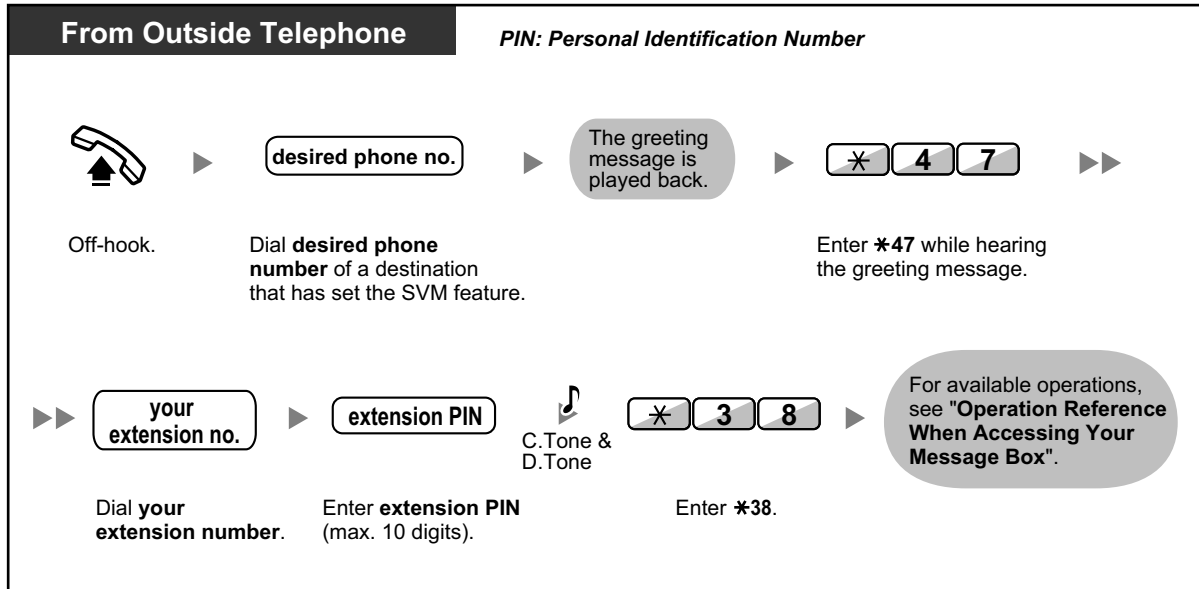 From Outside Telephone
PIN: Personal Identification Number
desired phone no.
The greeting
message is
played back.
* 4 7
Off-hook.
Dial desired phone
number of a destination
that has set the SVM feature.
Enter *47 while hearing
the greeting message.
your
extension no.
extension PIN
C.Tone &
D.Tone
* 3 8
For available operations,
see "Operation Reference
When Accessing Your
Message Box".
Dial your
extension number.
Enter extension PIN
(max. 10 digits).
Enter *38.